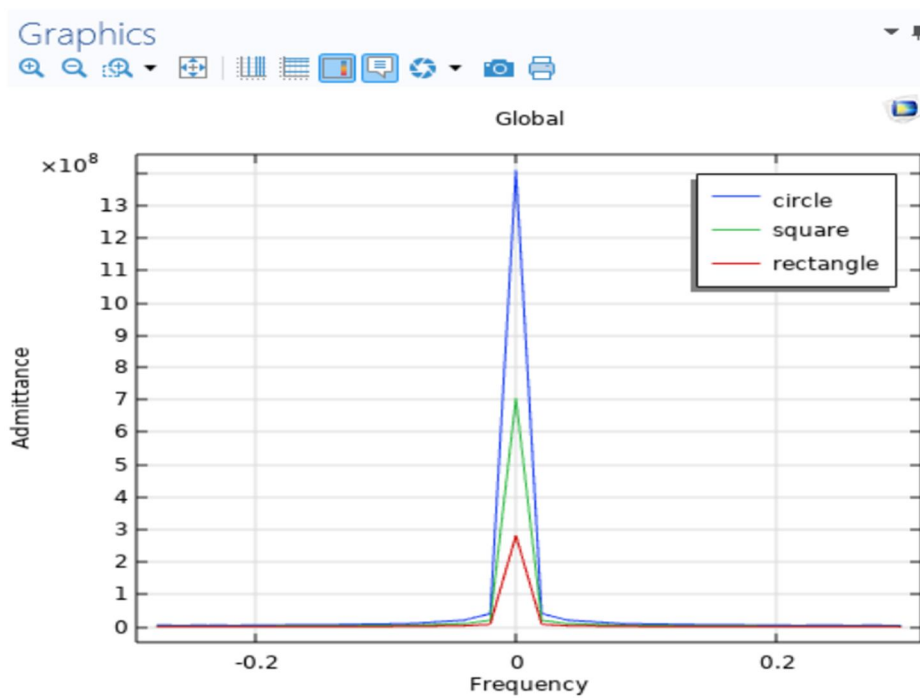 Graphics
Global
×10⁸
13
12
11
10
9
8
7
6
5
4
3
2
1
0
Admittance
circle
square
rectangle
-0.2
0
0.2
Frequency